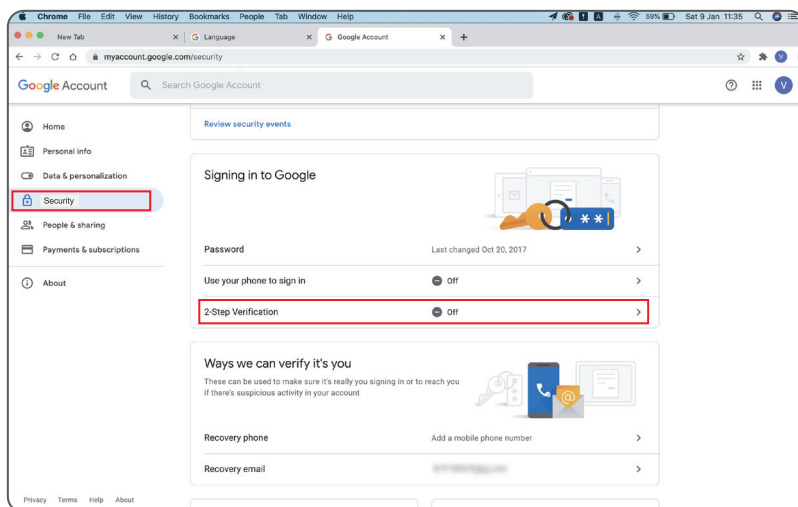 Chrome File Edit View History Bookmarks People Tab Window Help 59% Sat 9 Jan 11:35
New Tab G Language G Google Account
myaccount.google.com/security V
Google Account Search Google Account V
Review security events
Home
Personal info
Data & personalization
Security
People & sharing
Payments & subscriptions
About
Signing in to Google
**
Password Last changed Oct 20, 2017
Use your phone to sign in Off
2-Step Verification Off
Ways we can verify it's you
These can be used to make sure it's really you signing in or to reach you
if there's suspicious activity in your account
@
Recovery phone Add a mobile phone number
Recovery email
Privacy Terms Help About